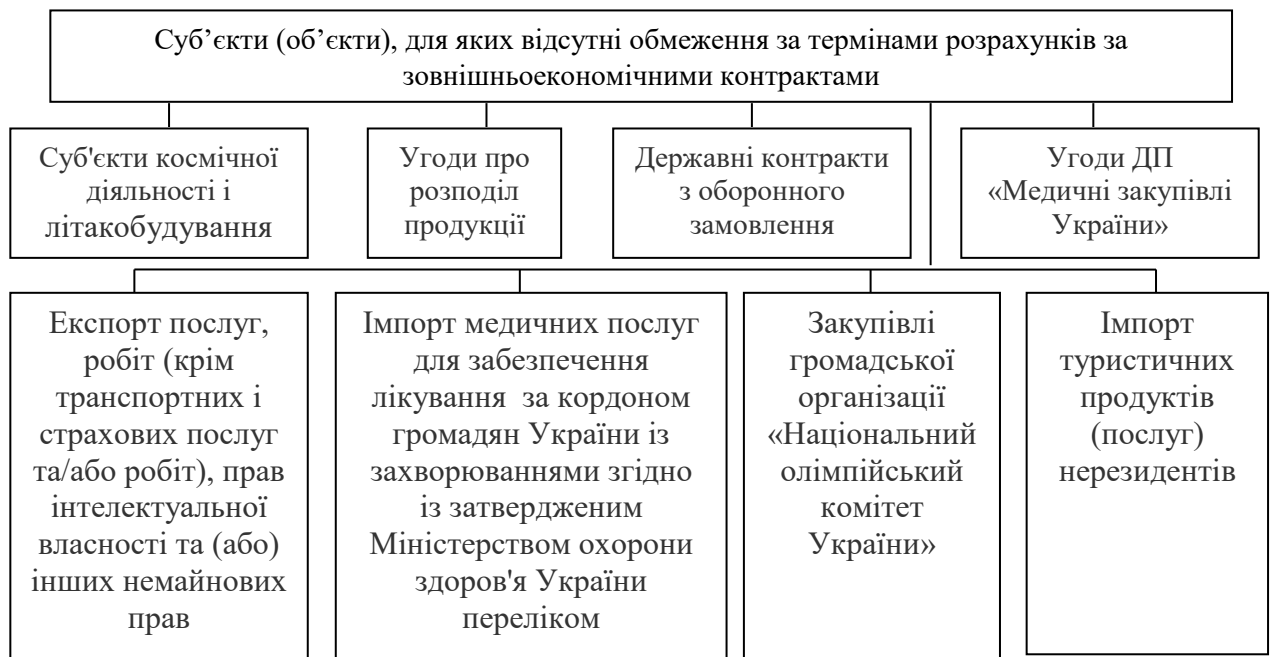 Суб’єкти (об’єкти), для яких відсутні обмеження за термінами розрахунків за
зовнішньоекономічними контрактами
Суб'єкти космічної
діяльності і
літакобудування
Угоди про
розподіл
продукції
Державні контракти
з оборонного
замовлення
Угоди ДП
«Медичні закупівлі
України»
Експорт послуг,
робіт (крім
транспортних і
страхових послуг
та/або робіт), прав
інтелектуальної
власності та (або)
інших немайнових
прав
Імпорт медичних послуг
для забезпечення
лікування за кордоном
громадян України із
захворюваннями згідно
із затвердженим
Міністерством охорони
здоров'я України
переліком
Закупівлі
громадської
організації
«Національний
олімпійський
комітет
України»
Імпорт
туристичних
продуктів
(послуг)
нерезидентів